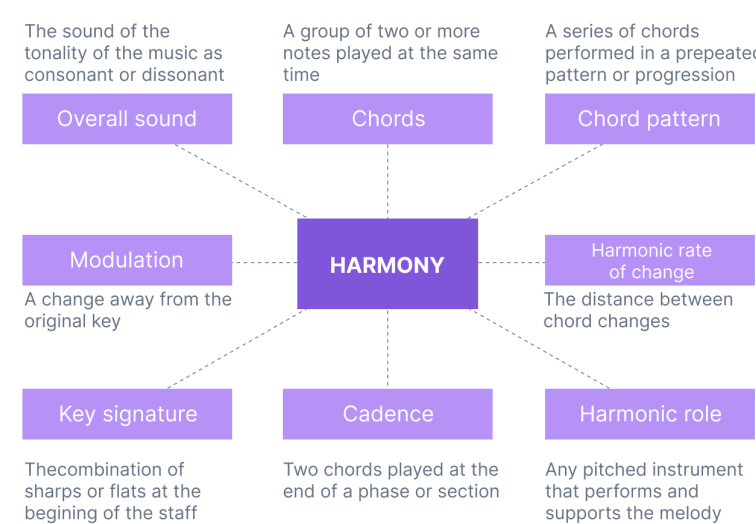 The sound of the
tonality of the music as
consonant or dissonant
Overall sound
A group of two or more
notes played at the same
time
Chords
A series of chords
performed in a prepeated
pattern or progression
Chord pattern
Modulation
A change away from the
original key
HARMONY
Harmonic rate
of change
The distance between
chord changes
Key signature
Thecombination of
sharps or flats at the
begining of the staff
Cadence
Two chords played at the
end of a phase or section
Harmonic role
Any pitched instrument
that performs and
supports the melody